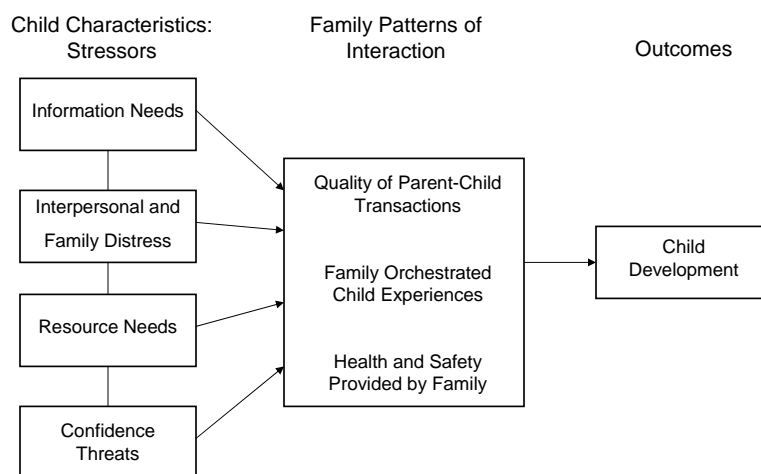 Child Characteristics:
Stressors
Family Patterns of
Interaction
Outcomes
Information Needs
Interpersonal and
Family Distress
Resource Needs
Confidence
Threats
Quality of Parent-Child
Transactions
Family Orchestrated
Child Experiences
Health and Safety
Provided by Family
Child
Development